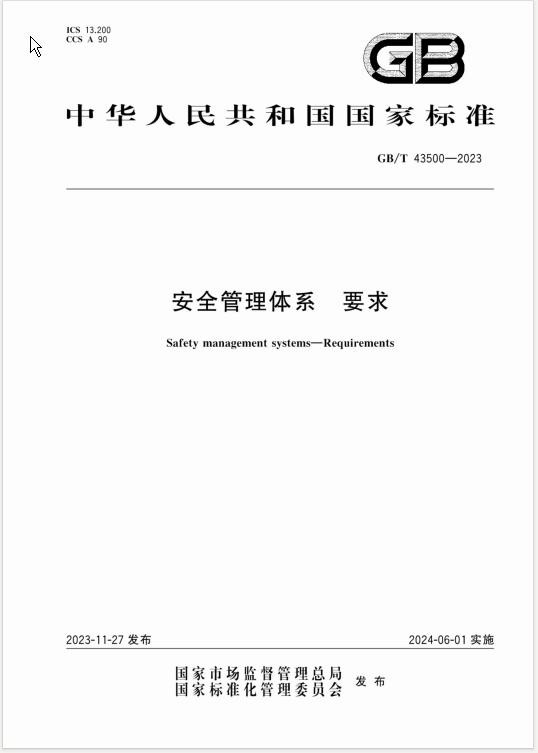 ICS 13.200
CCS A 90
GB
中华人民共和国国家标准
GB/T 43500—2023
安全管理体系 要求
Safety management systems—Requirements
2023-11-27 发布
2024-06-01 实施
国家市场监督管理总局
国家标准化管理委员会
发布